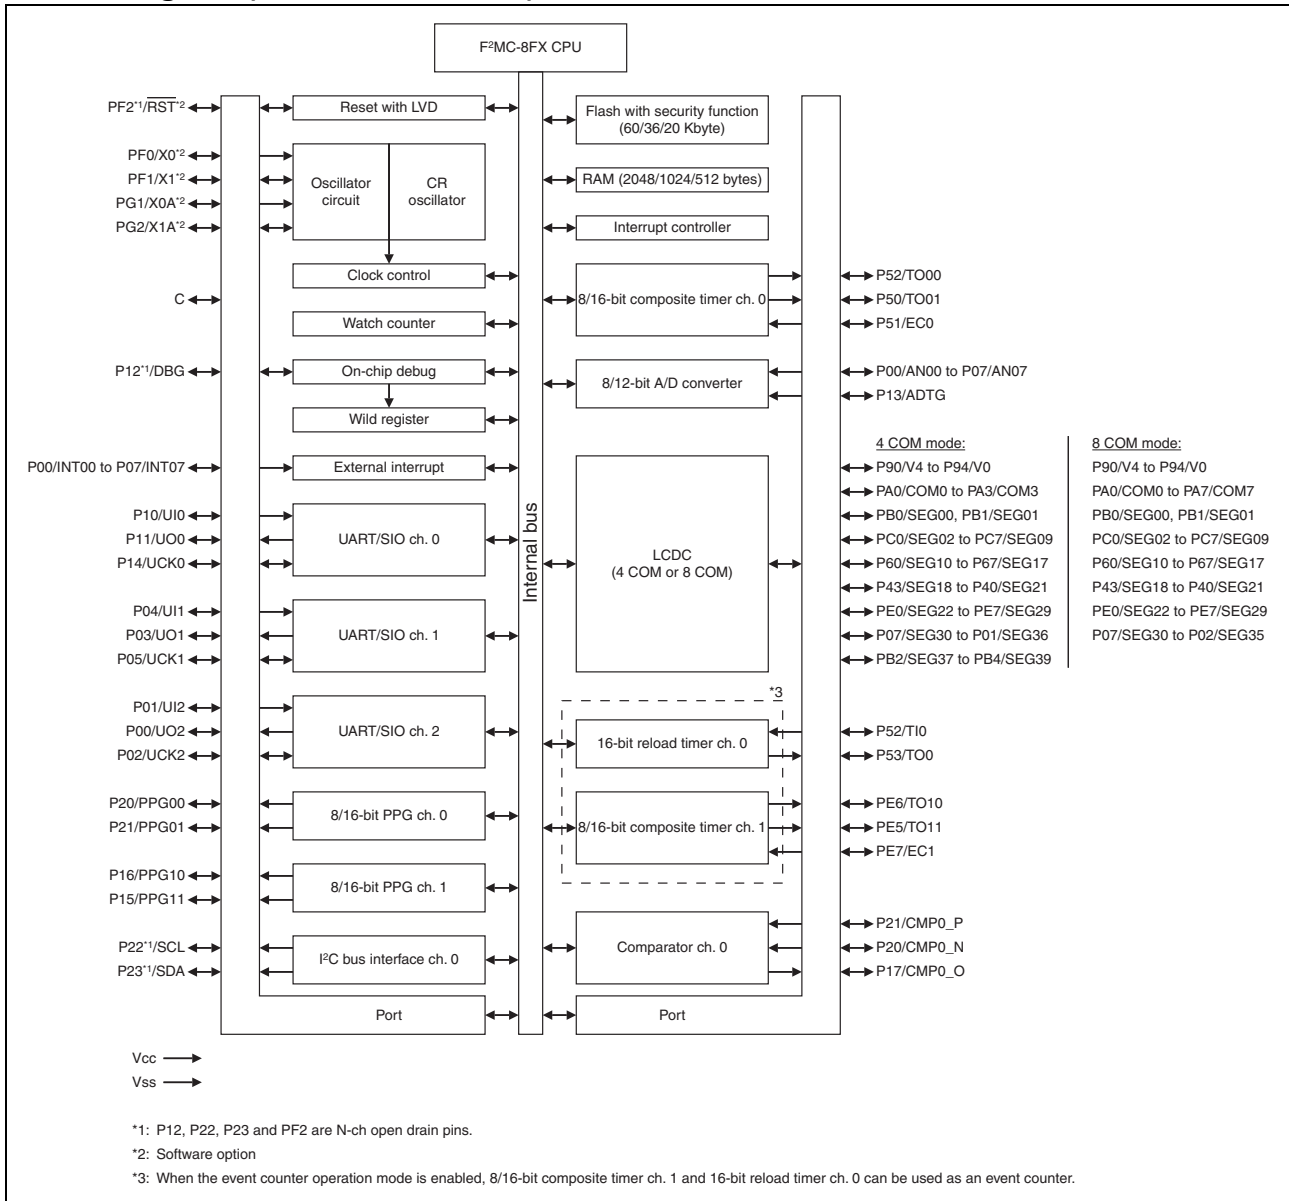 F²MC-8FX CPU
PF2*1/RST*2
Reset with LVD
Flash with security function
(60/36/20 Kbyte)
PF0/X0*2
PF1/X1*2
PG1/X0A*2
PG2/X1A*2
Oscillator
circuit
CR
oscillator
RAM (2048/1024/512 bytes)
Interrupt controller
Clock control
C
Watch counter
8/16-bit composite timer ch. 0
P52/TO00
P50/TO01
P51/EC0
P12*1/DBG
On-chip debug
Wild register
8/12-bit A/D converter
P00/AN00 to P07/AN07
P13/ADTG
P00/INT00 to P07/INT07
External interrupt
P10/UI0
P11/UO0
P14/UCK0
UART/SIO ch. 0
P04/UI1
P03/UO1
P05/UCK1
UART/SIO ch. 1
P01/UI2
P00/UO2
P02/UCK2
UART/SIO ch. 2
P20/PPG00
P21/PPG01
8/16-bit PPG ch. 0
P16/PPG10
P15/PPG11
8/16-bit PPG ch. 1
P22*1/SCL
P23*1/SDA
I²C bus interface ch. 0
Port
Internal bus
LCDC
(4 COM or 8 COM)
4 COM mode:
P90/V4 to P94/V0
PA0/COM0 to PA3/COM3
PB0/SEG00, PB1/SEG01
PC0/SEG02 to PC7/SEG09
P60/SEG10 to P67/SEG17
P43/SEG18 to P40/SEG21
PE0/SEG22 to PE7/SEG29
P07/SEG30 to P01/SEG36
PB2/SEG37 to PB4/SEG39
8 COM mode:
P90/V4 to P94/V0
PA0/COM0 to PA7/COM7
PB0/SEG00, PB1/SEG01
PC0/SEG02 to PC7/SEG09
P60/SEG10 to P67/SEG17
P43/SEG18 to P40/SEG21
PE0/SEG22 to PE7/SEG29
P07/SEG30 to P02/SEG35
*3
16-bit reload timer ch. 0
P52/TI0
P53/TO0
8/16-bit composite timer ch. 1
PE6/TO10
PE5/TO11
PE7/EC1
Comparator ch. 0
P21/CMP0_P
P20/CMP0_N
P17/CMP0_O
Port
Vcc
Vss
*1: P12, P22, P23 and PF2 are N-ch open drain pins.
*2: Software option
*3: When the event counter operation mode is enabled, 8/16-bit composite timer ch. 1 and 16-bit reload timer ch. 0 can be used as an event counter.